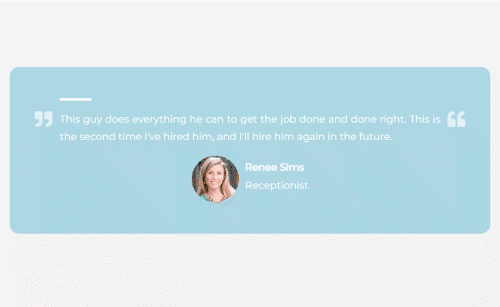 This guy does everything he can to get the job done and done right. This is
the second time I've hired him, and I'll hire him again in the future.
Renee Sims
Receptionist